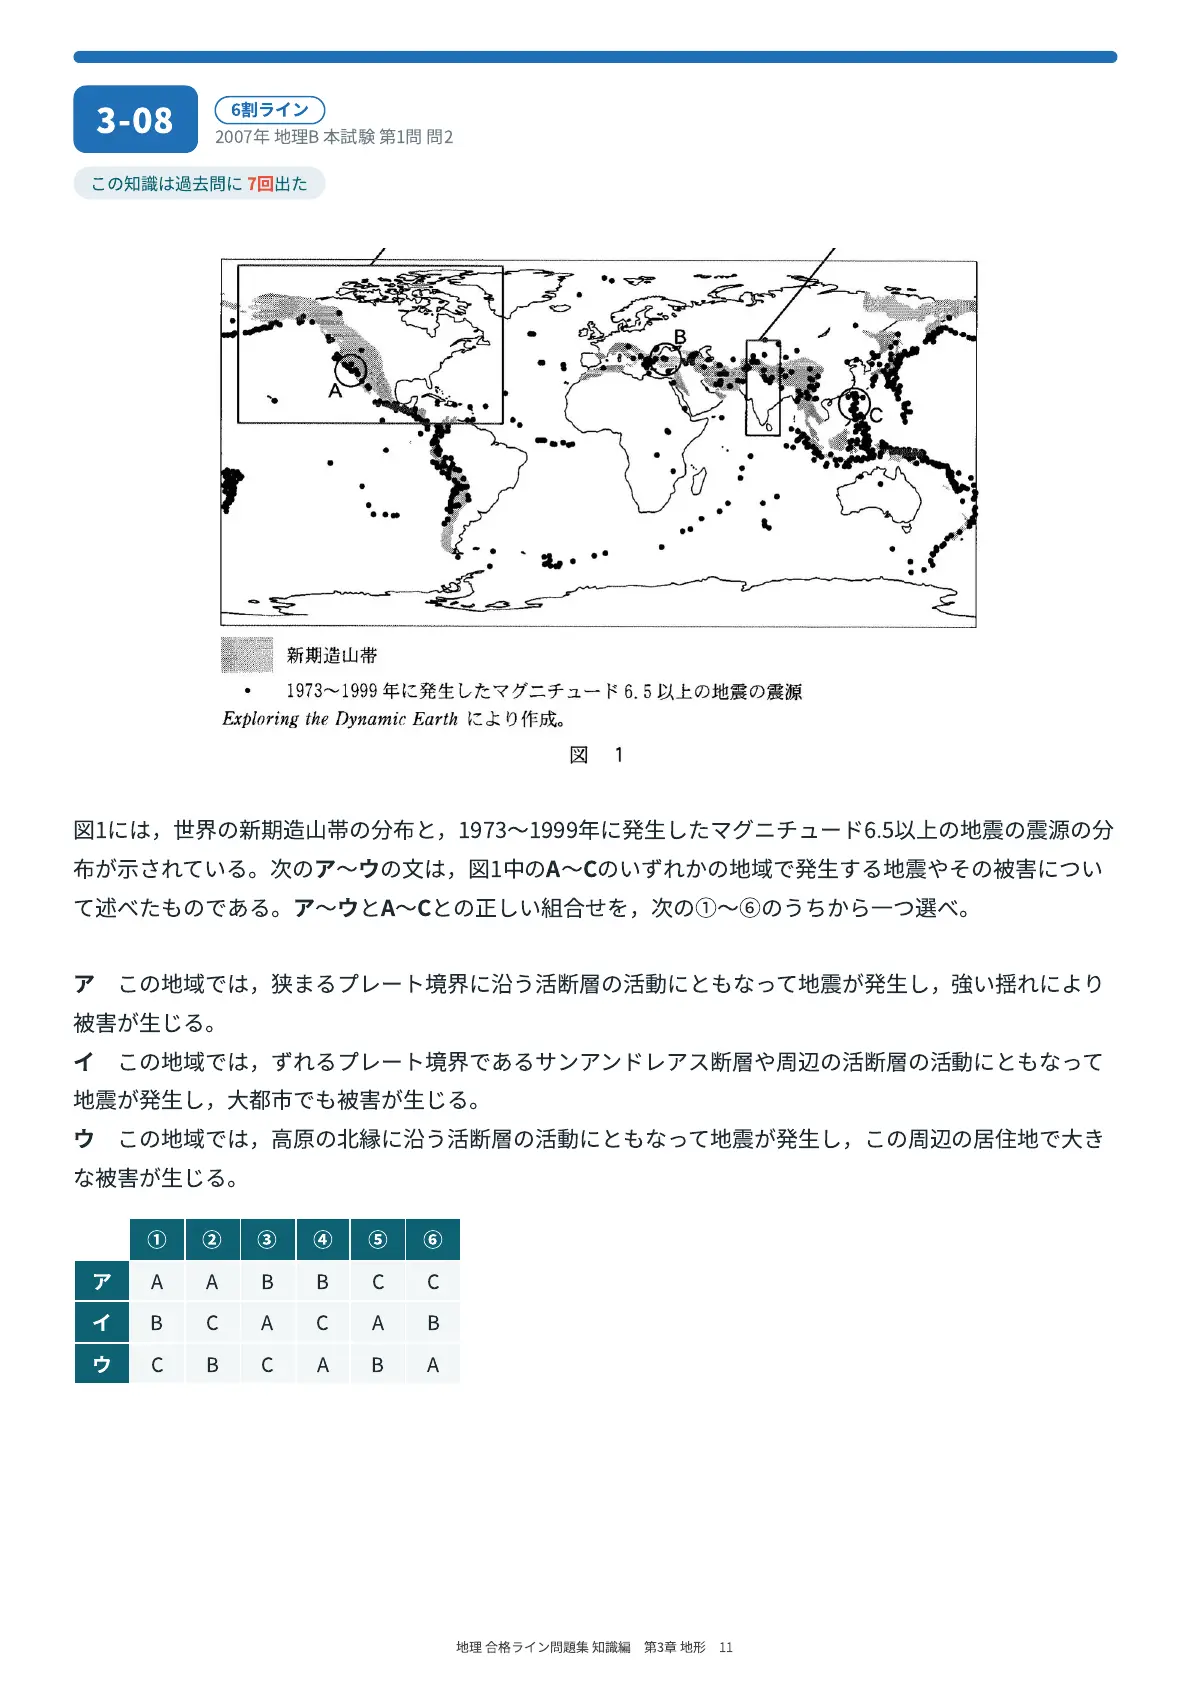 3-08
6割ライン
2007年 地理B 本試験 第1問 問2
この知識は過去問に 7回出た
A
B
C
新期造山帯
• 1973〜1999 年に発生したマグニチュード 6.5 以上の地震の震源
Exploring the Dynamic Earth により作成。
図 1
図1には，世界の新期造山帯の分布と，1973〜1999年に発生したマグニチュード6.5以上の地震の震源の分
布が示されている。次のア〜ウの文は，図1中のA〜Cのいずれかの地域で発生する地震やその被害につい
て述べたものである。ア〜ウとA〜Cとの正しい組合せを，次の①〜⑥のうちから一つ選べ。
ア この地域では，狭まるプレート境界に沿う活断層の活動にともなって地震が発生し，強い揺れにより
被害が生じる。
イ この地域では，ずれるプレート境界であるサンアンドレアス断層や周辺の活断層の活動にともなって
地震が発生し，大都市でも被害が生じる。
ウ この地域では，高原の北縁に沿う活断層の活動にともなって地震が発生し，この周辺の居住地で大き
な被害が生じる。
① ② ③ ④ ⑤ ⑥
ア A A B B C C
イ B C A C A B
ウ C B C A B A
地理 合格ライン問題集 知識編 第3章 地形 11